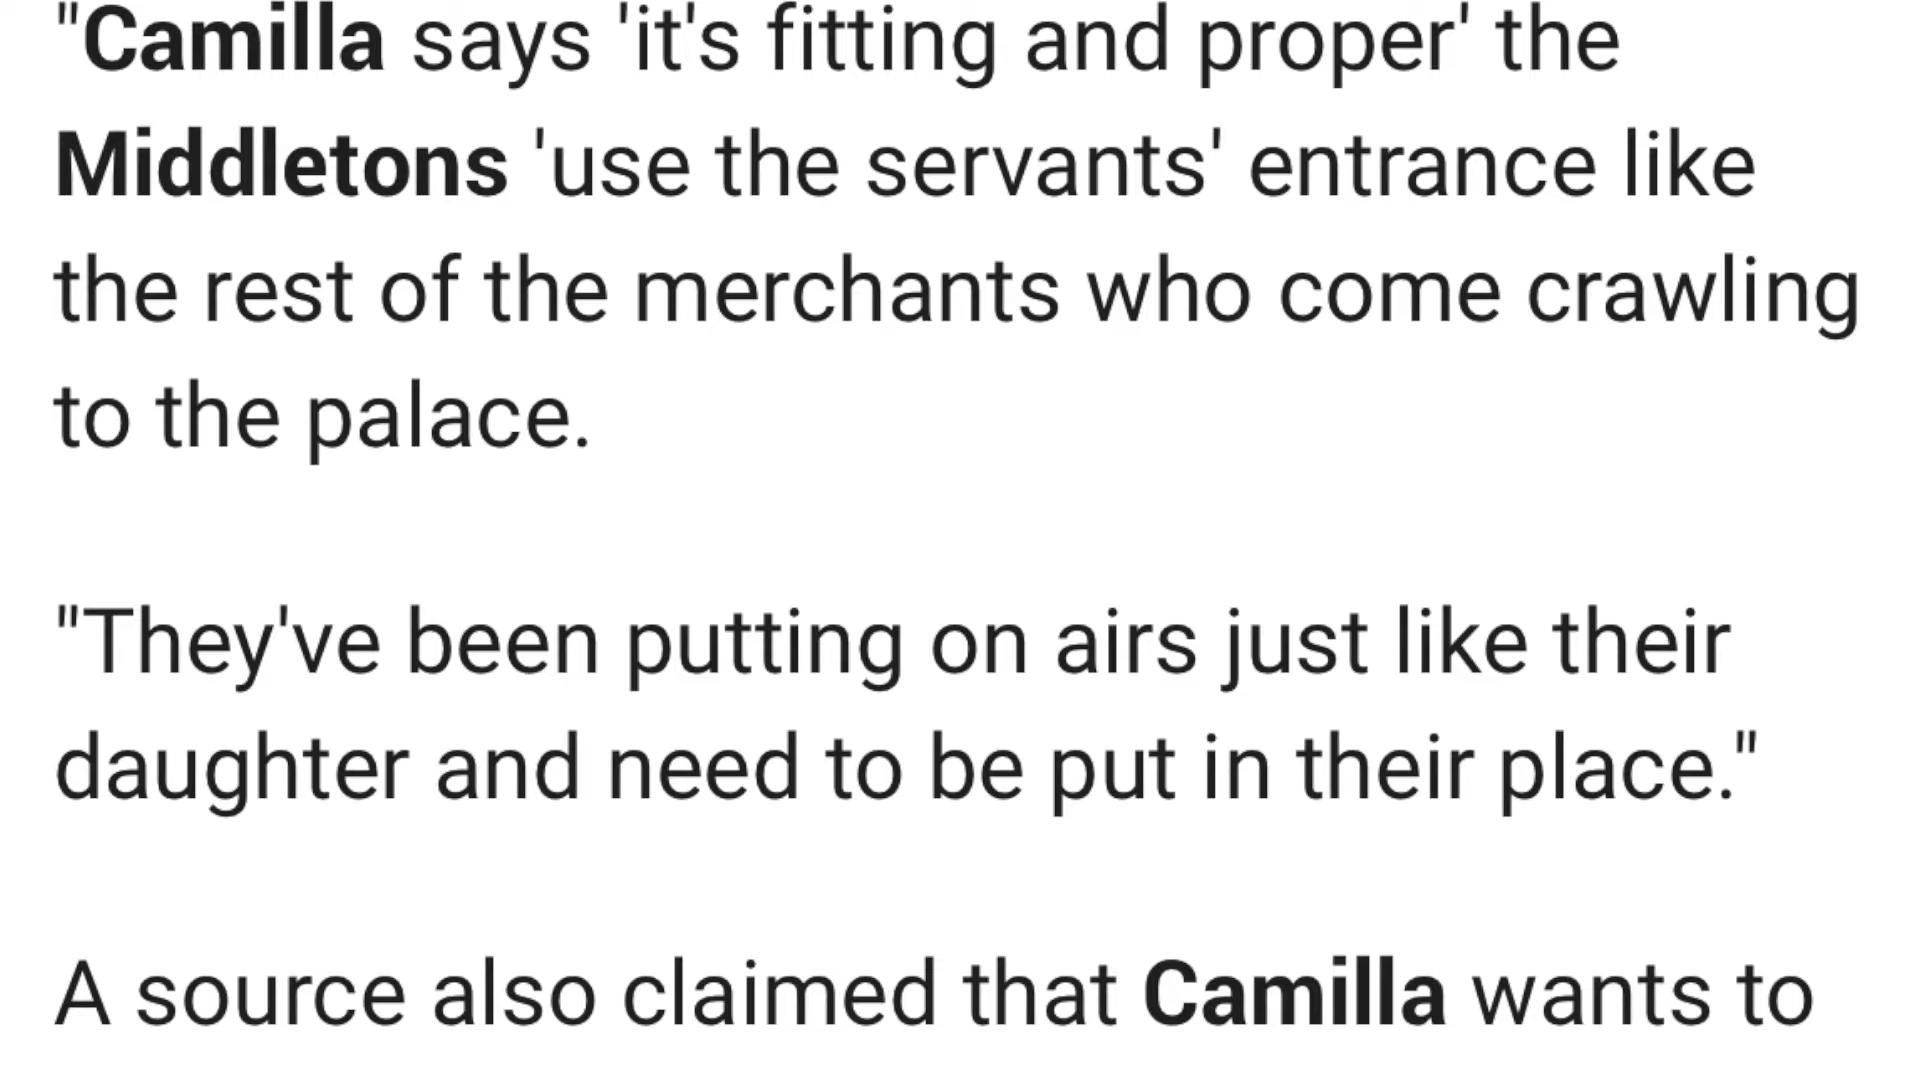 "Camilla says 'it's fitting and proper' the
Middletons 'use the servants' entrance like
the rest of the merchants who come crawling
to the palace.
"They've been putting on airs just like their
daughter and need to be put in their place."
A source also claimed that Camilla wants to